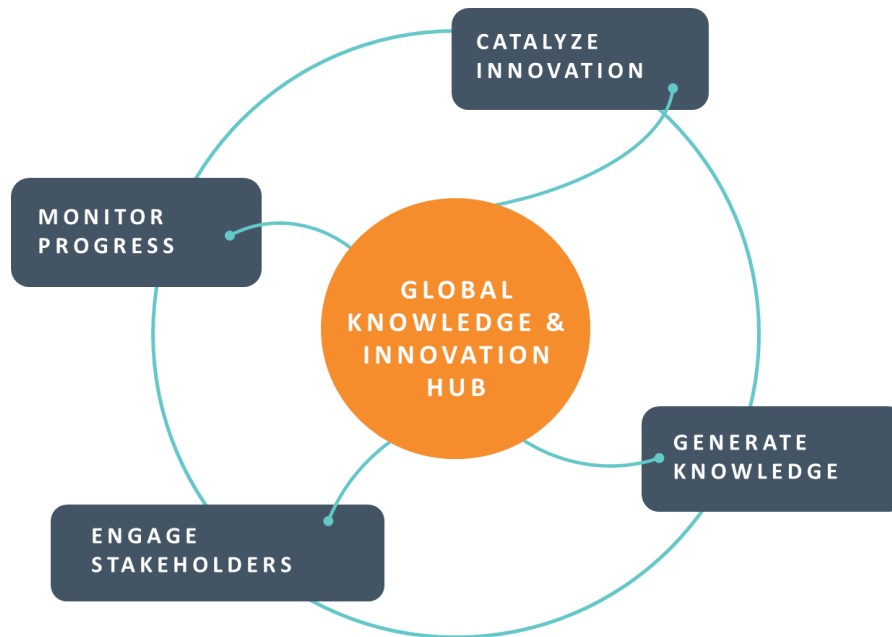 CATALYZE
INNOVATION
MONITOR
PROGRESS
GLOBAL
KNOWLEDGE &
INNOVATION
HUB
GENERATE
KNOWLEDGE
ENGAGE
STAKEHOLDERS